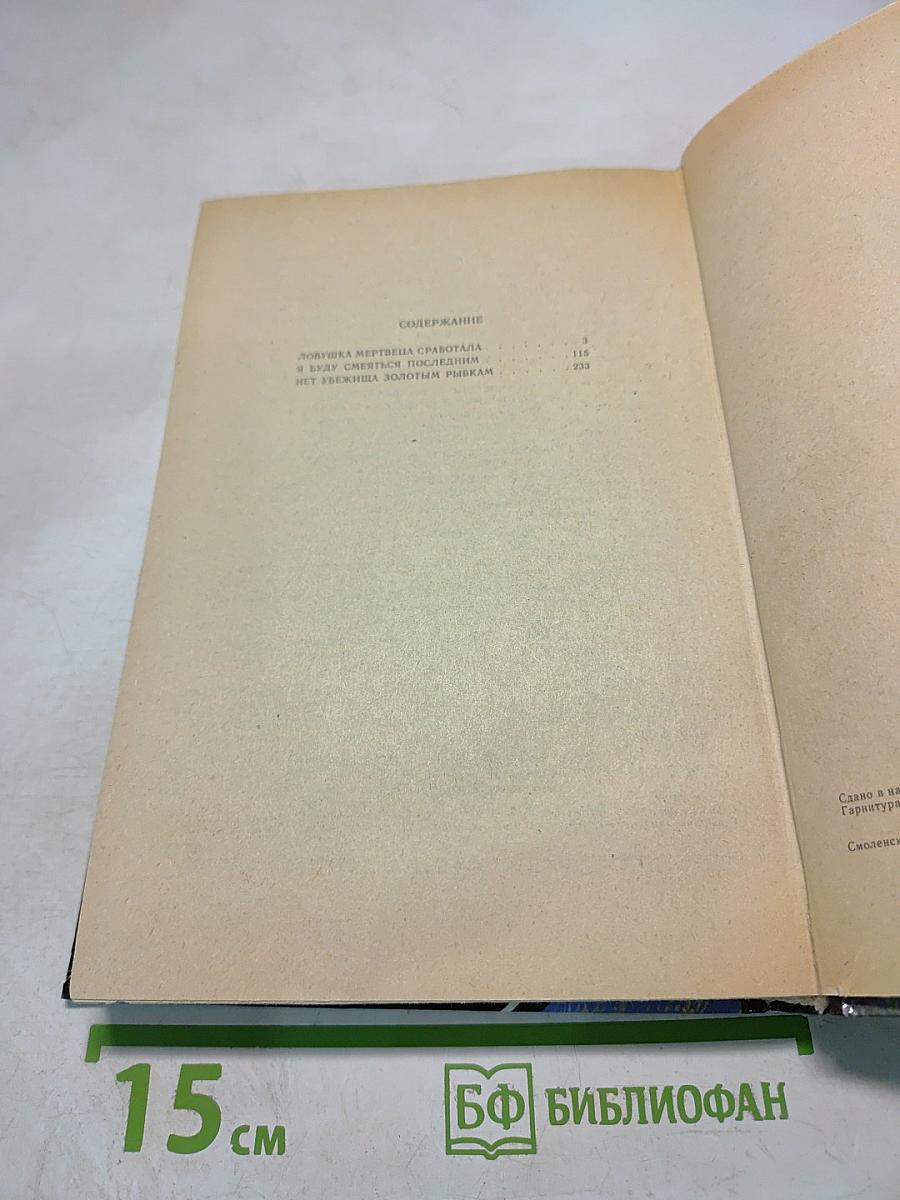 СОДЕРЖАНИЕ
ЛОВУШКА МЕРТВЕЦА СРАБОТАЛА . . . . . . 3
Я БУДУ СМЕЯТЬСЯ ПОСЛЕДНИМ . . . . . . 115
НЕТ УБЕЖИЩА ЗОЛОТЫМ РЫБКАМ . . . . . . 233
Сдано в на
Гарнитура
Смоленск
15 см
БФ БИБЛИОФАН